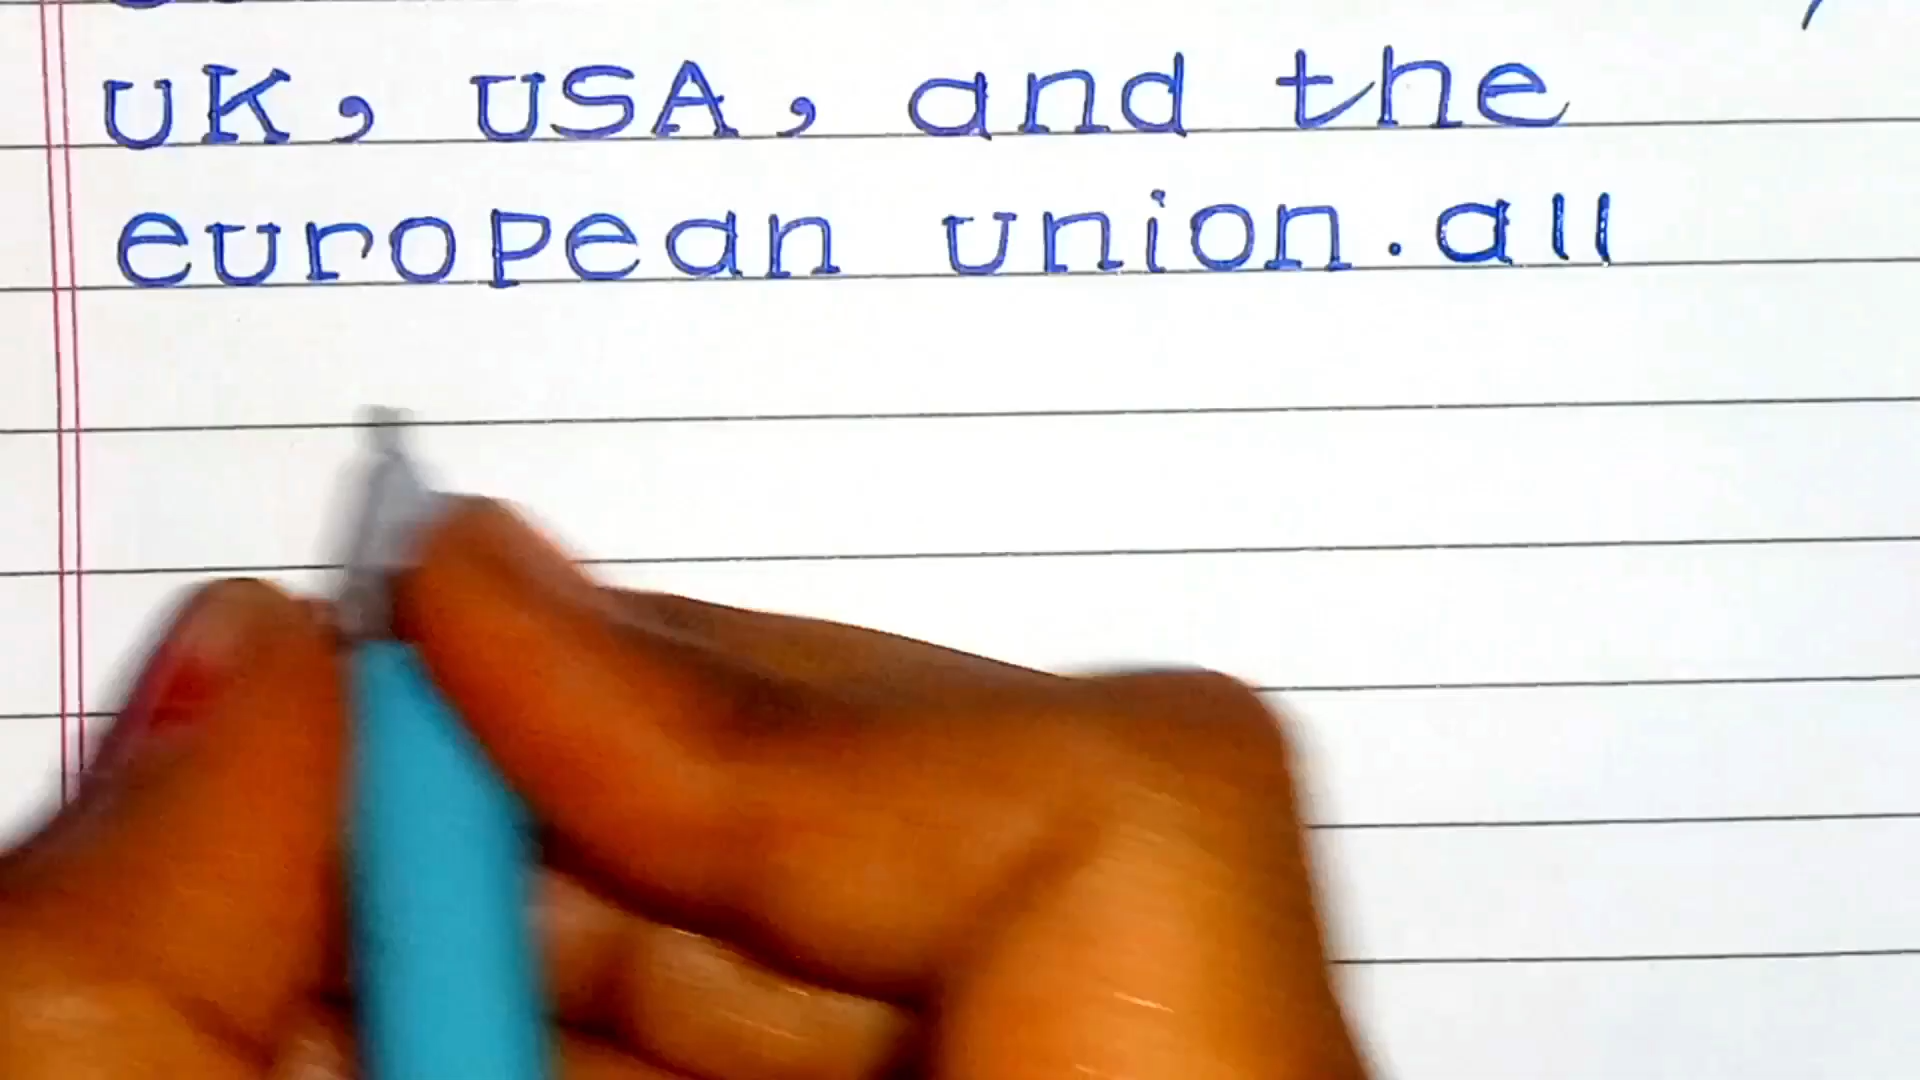 UK, USA, and the
european union.all